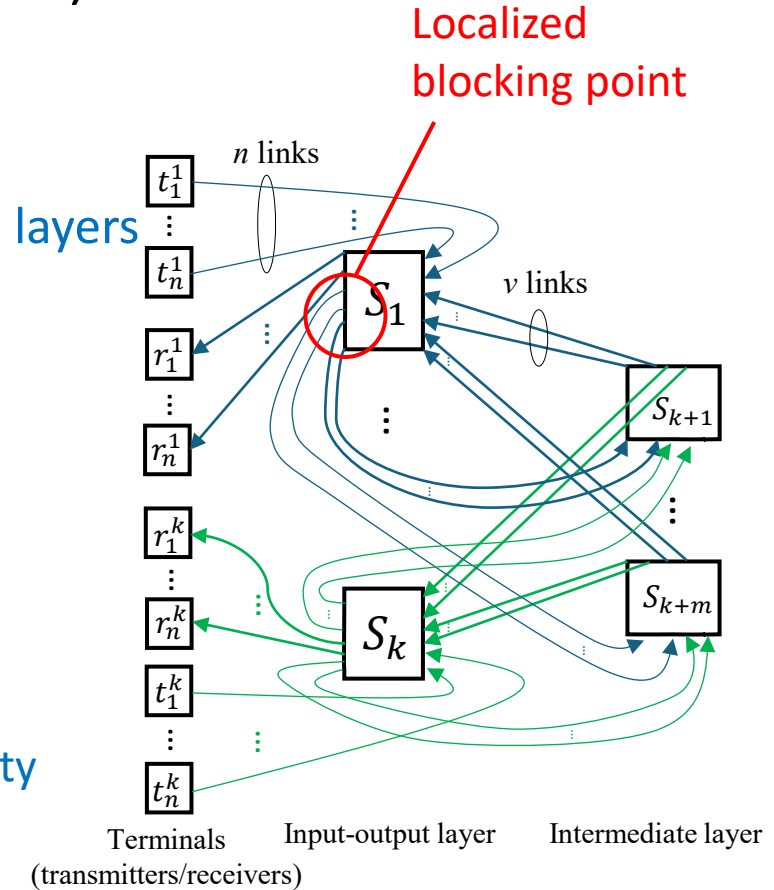 y
Localized
blocking point
n links
t_1^1
⋮
layers
t_n^1
⋮
⋮
S_1
v links
r_1^1
⋮
⋮
r_n^1
⋮
S_{k+1}
⋮
r_1^k
⋮
⋮
r_n^k
S_k
S_{k+m}
t_1^k
⋮
⋮
ty
t_n^k
Terminals
(transmitters/receivers)
Input-output layer
Intermediate layer